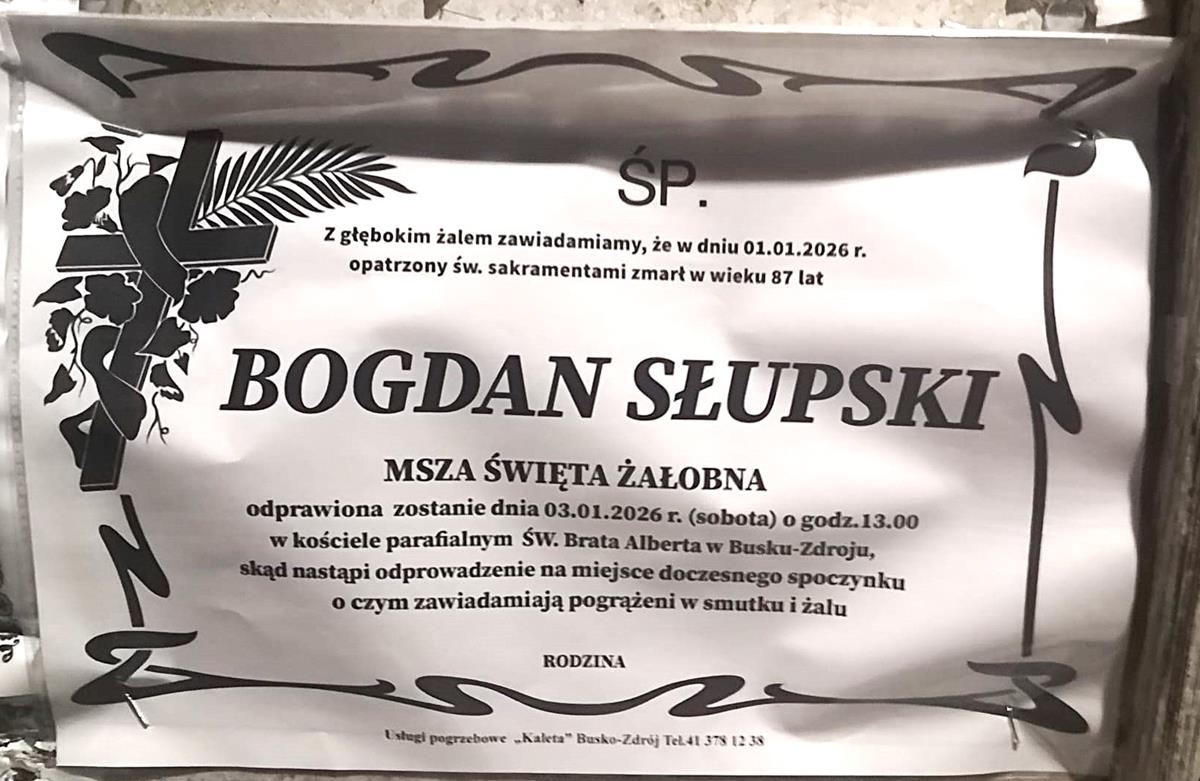 ŚP.
Z głębokim żalem zawiadamiamy, że w dniu 01.01.2026 r.
opatrzony św. sakramentami zmarł w wieku 87 lat
BOGDAN SŁUPSKI
MSZA ŚWIĘTA ŻAŁOBNA
odprawiona zostanie dnia 03.01.2026 r. (sobota) o godz.13.00
w kościele parafialnym ŚW. Brata Alberta w Busku-Zdroju,
skąd nastąpi odprowadzenie na miejsce doczesnego spoczynku
o czym zawiadamiają pogrążeni w smutku i żalu
RODZINA
Usługi pogrzebowe „Kaleta” Busko-Zdrój Tel.41 378 12 38